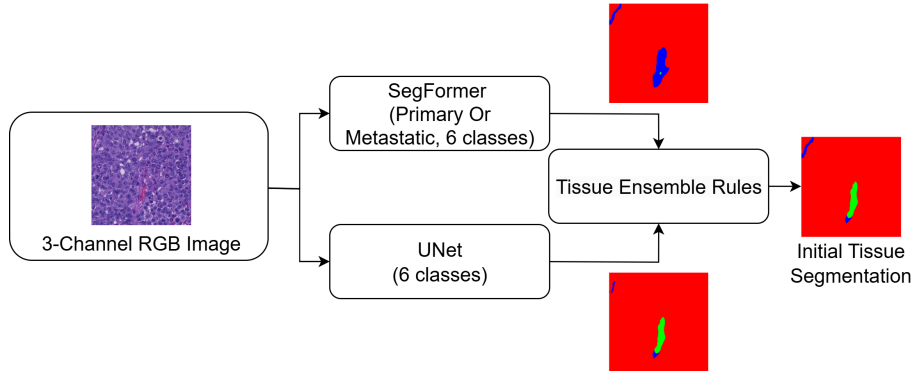 3-Channel RGB Image
SegFormer
(Primary Or
Metastatic, 6 classes)
UNet
(6 classes)
Tissue Ensemble Rules
Initial Tissue
Segmentation